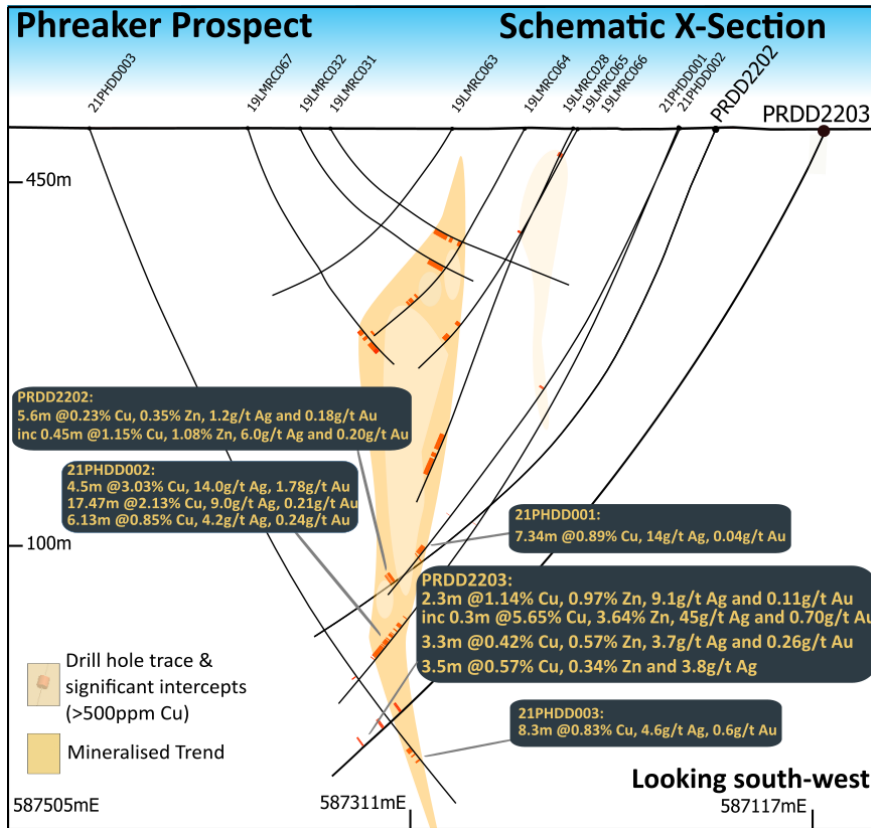 Phreaker Prospect
Schematic X-Section
21PHDD003
19LMRC067
19LMRC032
19LMRC031
19LMRC063
19LMRC064
19LMRC028
19LMRC065
19LMRC066
21PHDD001
21PHDD002
PRDD2202
PRDD2203
450m
PRDD2202:
5.6m @0.23% Cu, 0.35% Zn, 1.2g/t Ag and 0.18g/t Au
inc 0.45m @1.15% Cu, 1.08% Zn, 6.0g/t Ag and 0.20g/t Au
21PHDD002:
4.5m @3.03% Cu, 14.0g/t Ag, 1.78g/t Au
17.47m @2.13% Cu, 9.0g/t Ag, 0.21g/t Au
6.13m @0.85% Cu, 4.2g/t Ag, 0.24g/t Au
21PHDD001:
7.34m @0.89% Cu, 14g/t Ag, 0.04g/t Au
100m
PRDD2203:
2.3m @1.14% Cu, 0.97% Zn, 9.1g/t Ag and 0.11g/t Au
inc 0.3m @5.65% Cu, 3.64% Zn, 45g/t Ag and 0.70g/t Au
3.3m @0.42% Cu, 0.57% Zn, 3.7g/t Ag and 0.26g/t Au
3.5m @0.57% Cu, 0.34% Zn and 3.8g/t Ag
Drill hole trace &
significant intercepts
(>500ppm Cu)
21PHDD003:
8.3m @0.83% Cu, 4.6g/t Ag, 0.6g/t Au
Mineralised Trend
Looking south-west
587505mE
587311mE
587117mE